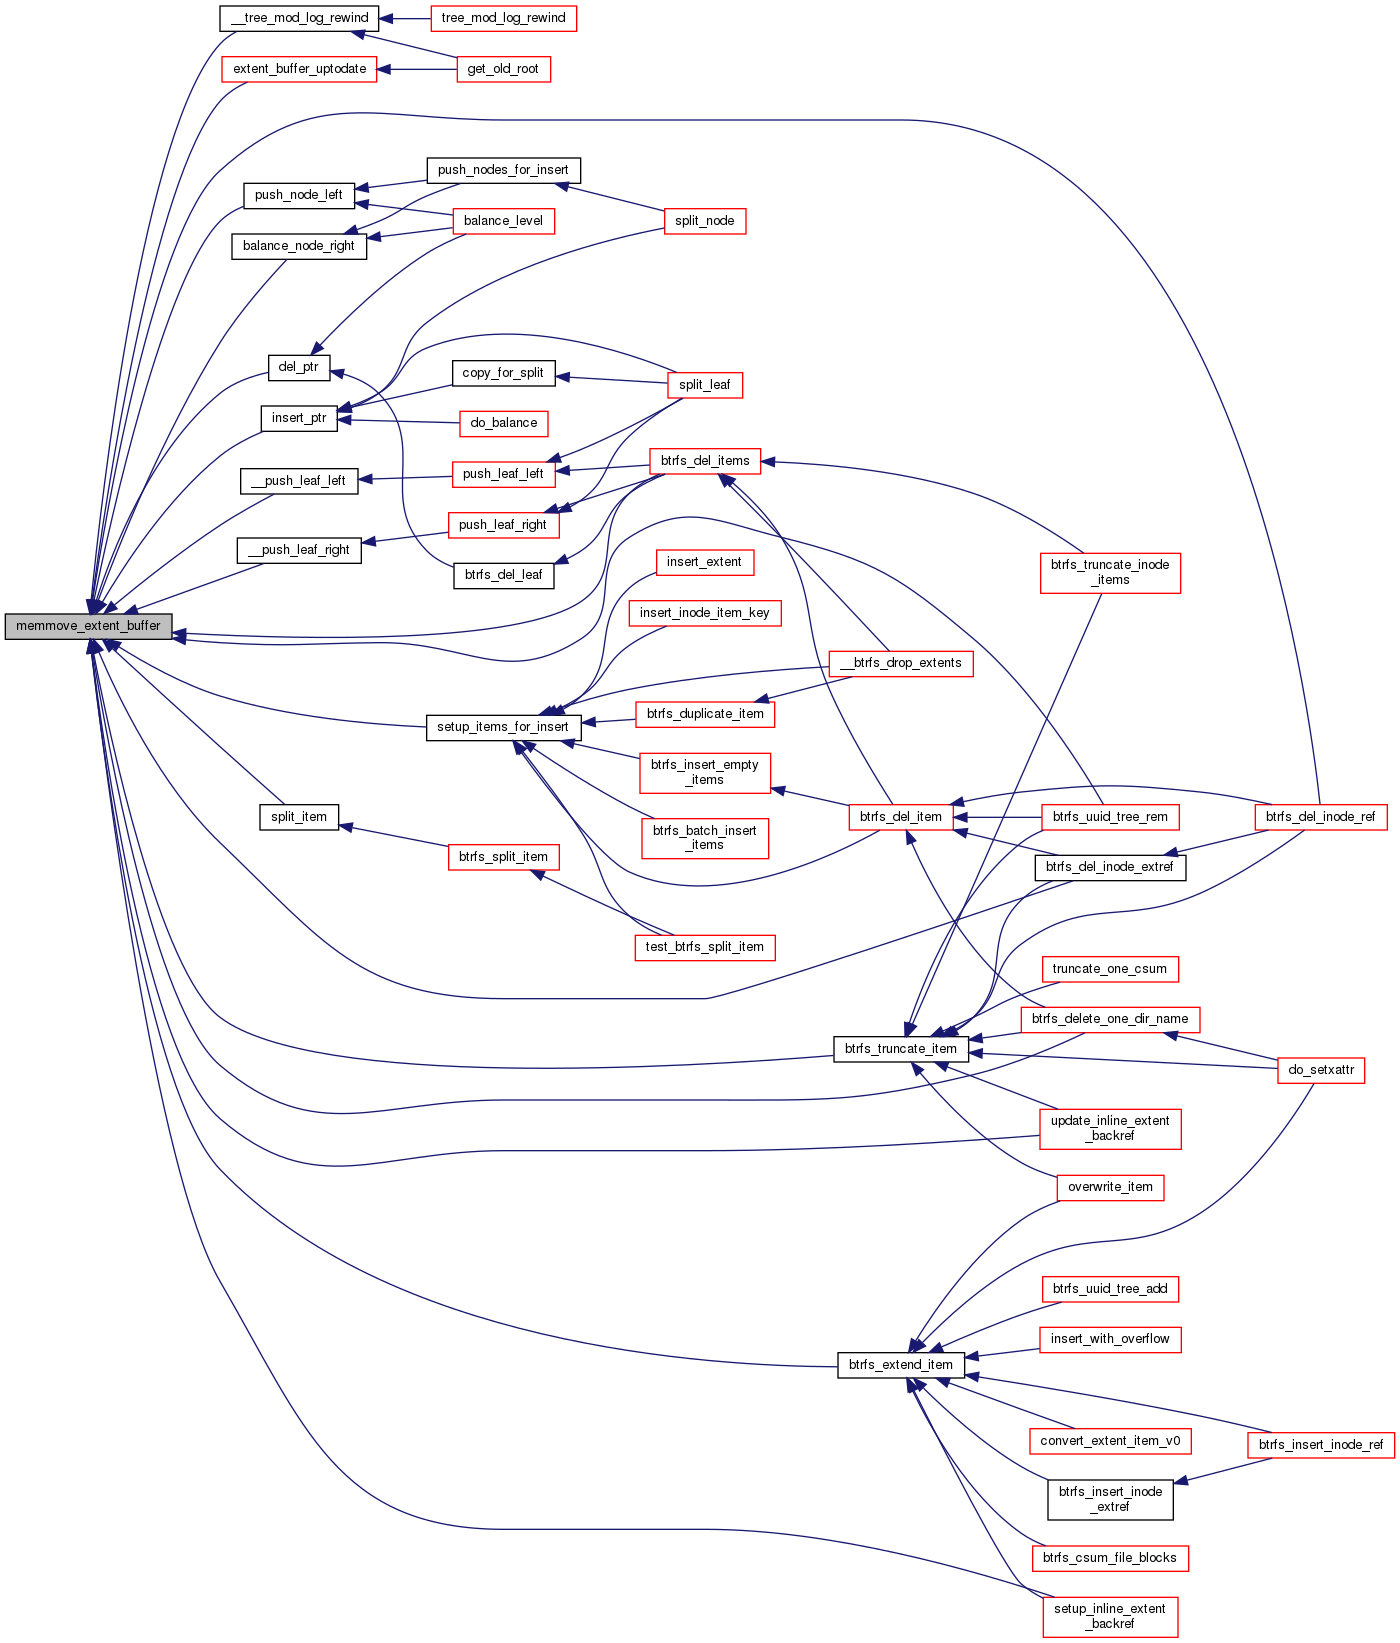 __tree_mod_log_rewind
tree_mod_log_rewind
extent_buffer_uptodate
get_old_root
push_nodes_for_insert
push_node_left
balance_level
split_node
balance_node_right
del_ptr
copy_for_split
split_leaf
insert_ptr
do_balance
btrfs_del_items
__push_leaf_left
push_leaf_left
push_leaf_right
__push_leaf_right
btrfs_del_leaf
insert_extent
btrfs_truncate_inode
_items
insert_inode_item_key
memmove_extent_buffer
__btrfs_drop_extents
btrfs_duplicate_item
setup_items_for_insert
btrfs_insert_empty
_items
split_item
btrfs_del_item
btrfs_uuid_tree_rem
btrfs_del_inode_ref
btrfs_batch_insert
_items
btrfs_split_item
btrfs_del_inode_extref
test_btrfs_split_item
truncate_one_csum
btrfs_delete_one_dir_name
btrfs_truncate_item
do_setxattr
update_inline_extent
_backref
overwrite_item
btrfs_uuid_tree_add
insert_with_overflow
btrfs_extend_item
convert_extent_item_v0
btrfs_insert_inode_ref
btrfs_insert_inode
_extref
btrfs_csum_file_blocks
setup_inline_extent
_backref